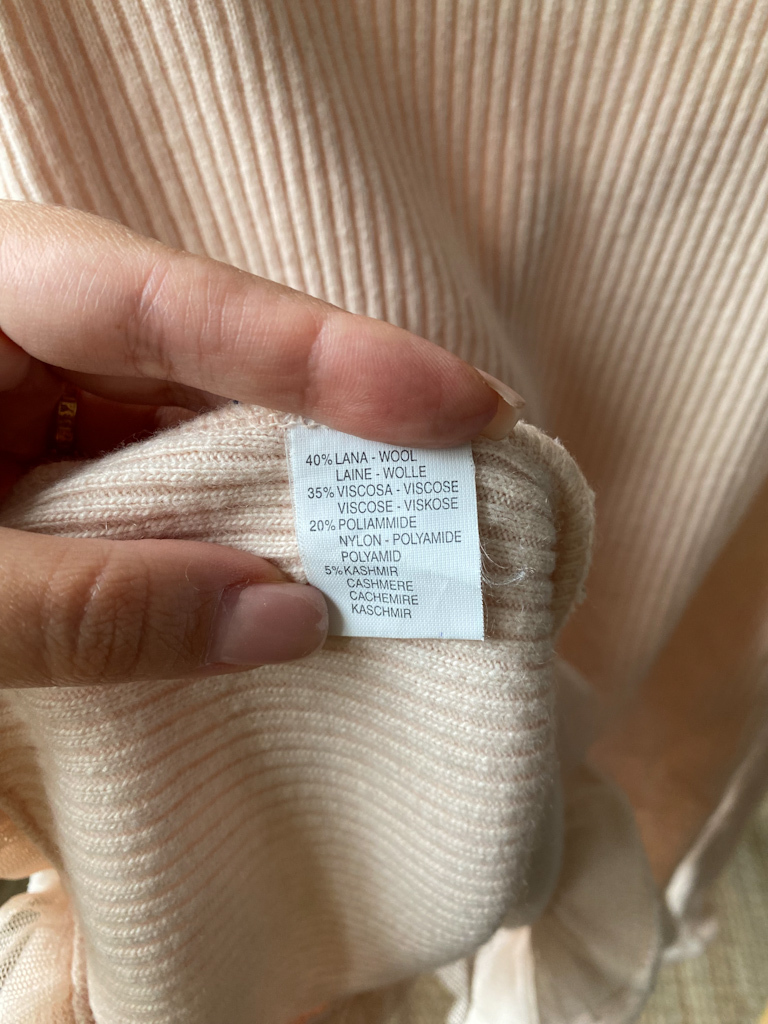 40% LANA - WOOL
LAINE - WOLLE
35% VISCOSA - VISCOSE
VISCOSE - VISKOSE
20% POLIAMMIDE
NYLON - POLYAMIDE
POLYAMID
5% KASHMIR
CASHMERE
CACHEMIRE
KASCHMIR